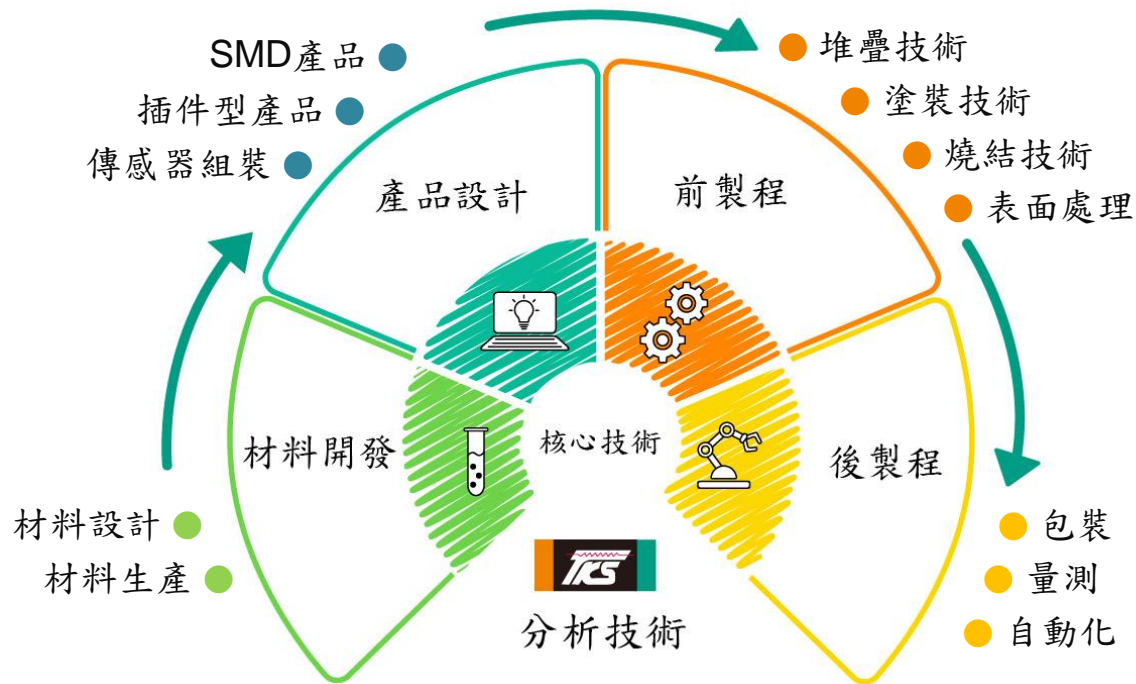 SMD產品
插件型產品
傳感器組裝
產品設計
前製程
堆疊技術
塗裝技術
燒結技術
表面處理
材料開發
核心技術
後製程
材料設計
材料生產
包裝
量測
自動化
TKS
分析技術